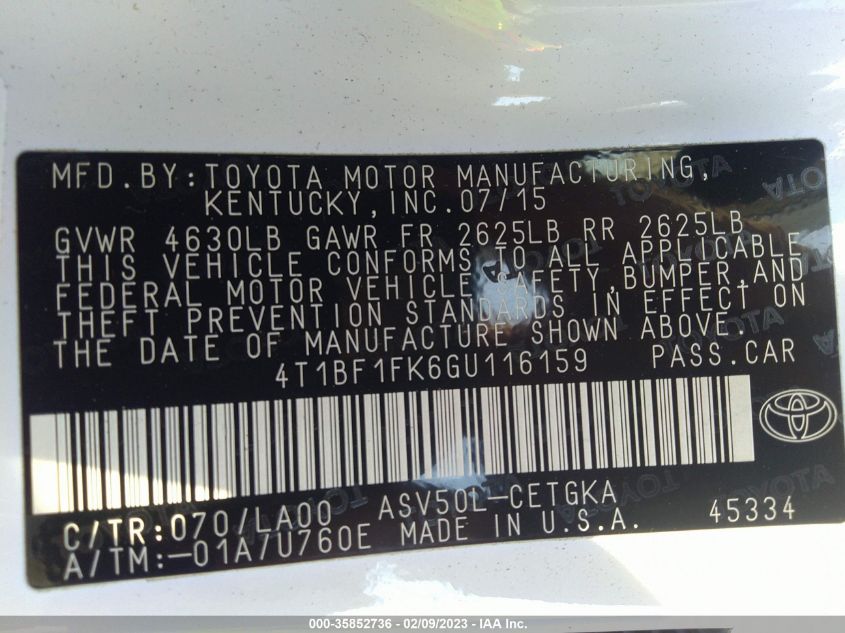 MFD.BY:TOYOTA MOTOR MANUFACTURING,
KENTUCKY,INC.07/15
GVWR 4630LB GAWR FR 2625LB RR 2625LB
THIS VEHICLE CONFORMS TO ALL APPLICABLE
FEDERAL MOTOR VEHICLE SAFETY,BUMPER,AND
THEFT PREVENTION STANDARDS IN EFFECT ON
THE DATE OF MANUFACTURE SHOWN ABOVE.
4T1BF1FK6GU116159 PASS.CAR
C/TR:070/LA00 ASV50L-CETGKA
A/TM:-01A/U760E MADE IN U.S.A. 45334
000-35852736 - 02/09/2023 - IAA Inc.